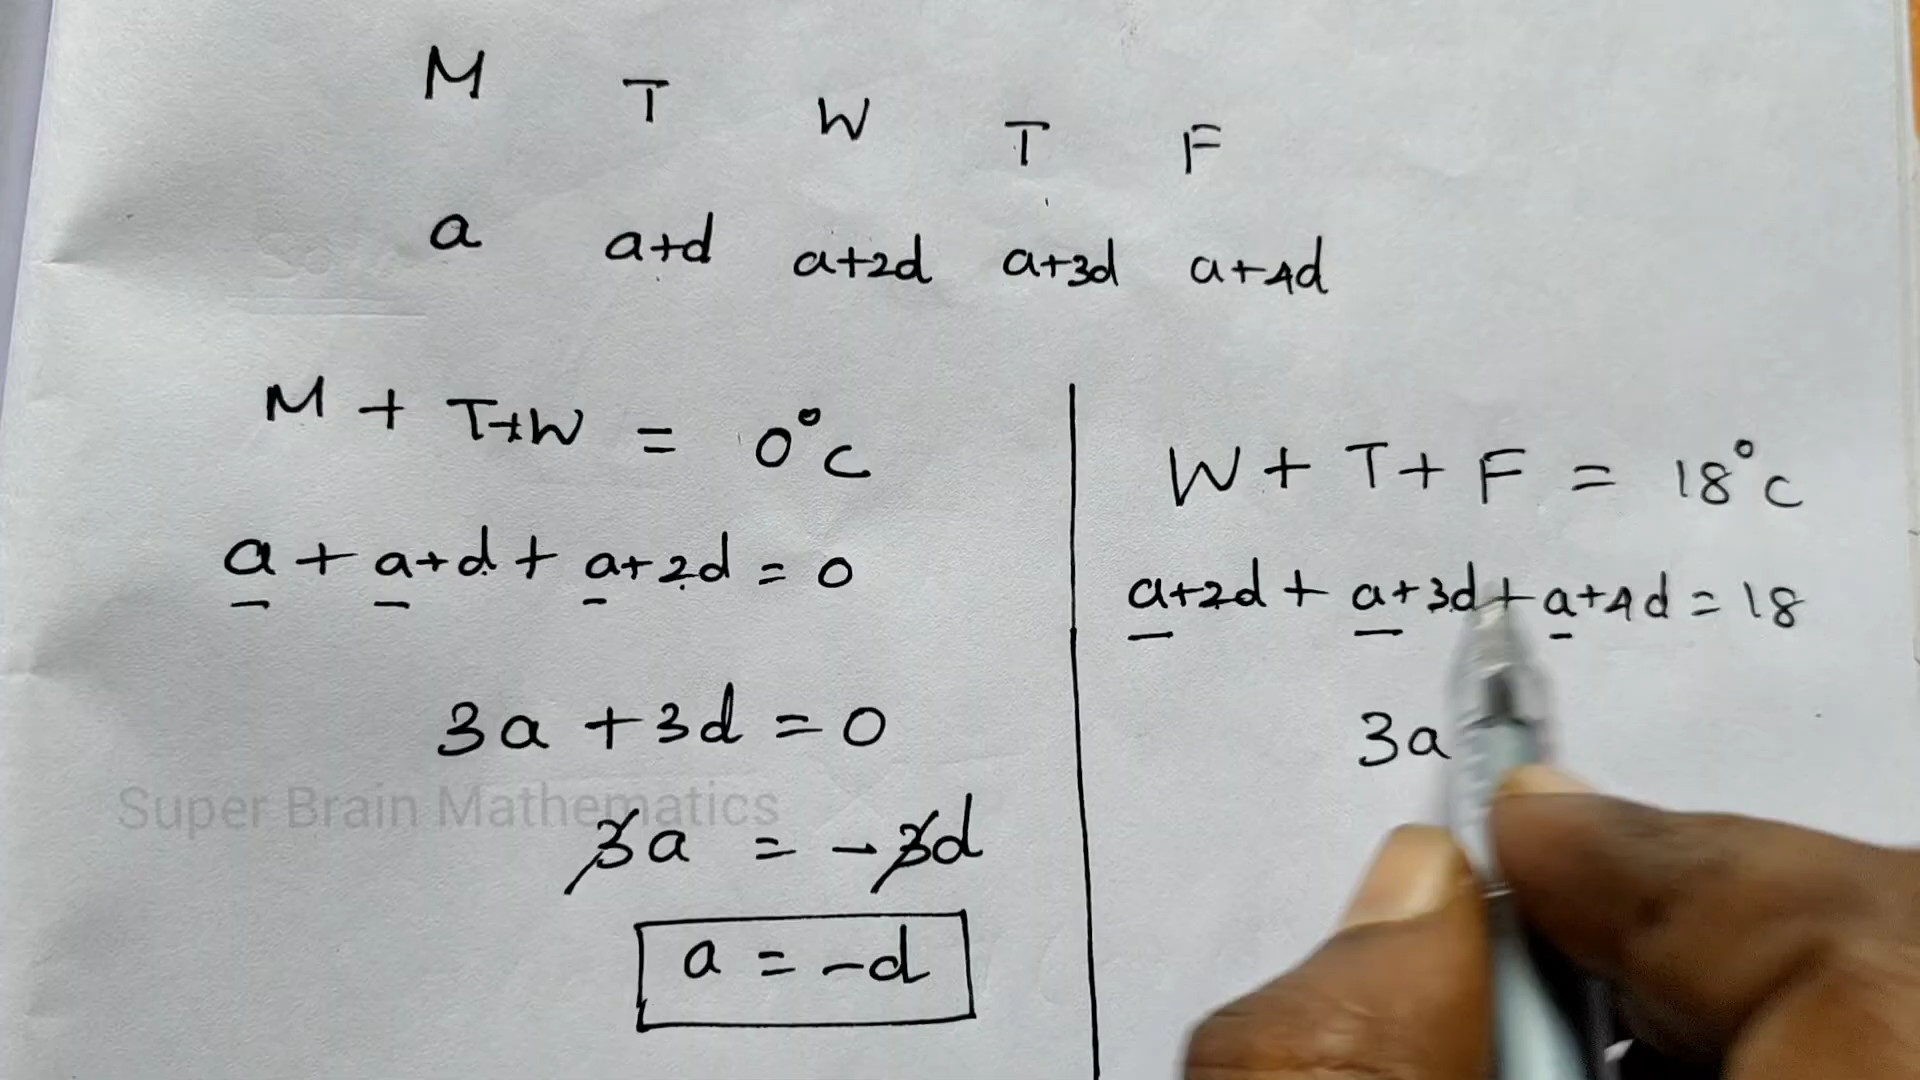 M T W T F
a a+d a+2d a+3d a+4d
M + T+W = 0°C
a + a+d + a+2d = 0
3a + 3d = 0
3a = -3d
a = -d
W + T + F = 18°C
a+2d + a+3d + a+4d = 18
3a
Super Brain Mathematics